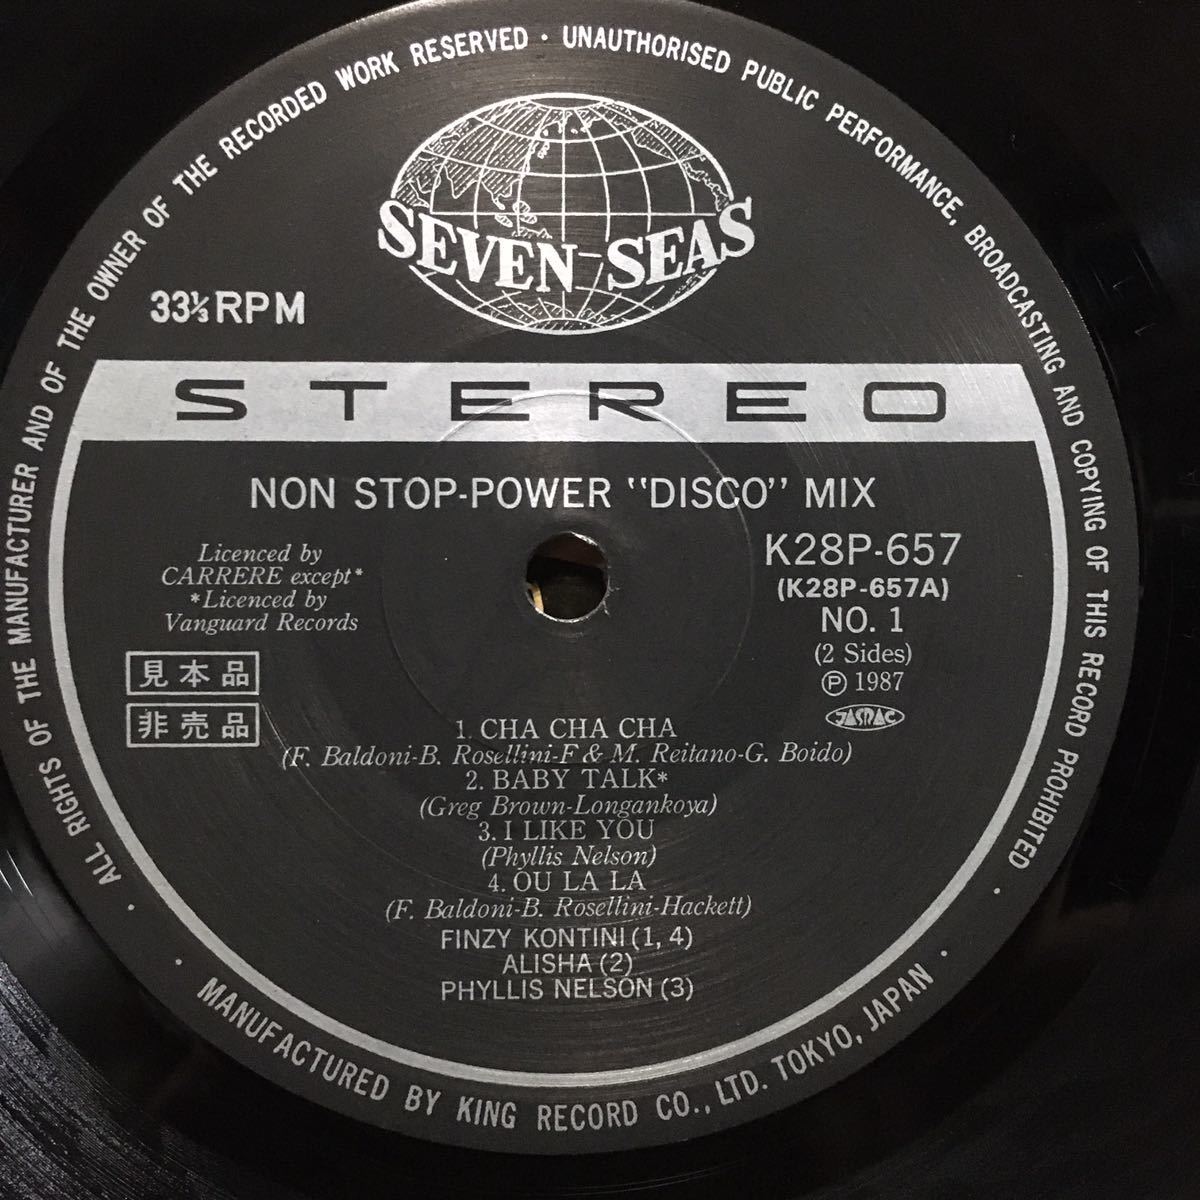 ALL RIGHTS OF THE MANUFACTURER AND OF THE OWNER OF THE RECORDED WORK RESERVED · UNAUTHORISED PUBLIC PERFORMANCE, BROADCASTING AND COPYING OF THIS RECORD PROHIBITED ·
SEVEN SEAS
33⅓ RPM
STEREO
NON STOP-POWER "DISCO" MIX
Licenced by
CARRERE except*
*Licenced by
Vanguard Records
見本品
非売品
K28P-657
(K28P-657A)
NO. 1
(2 Sides)
Ⓟ 1987
JASRAC
1. CHA CHA CHA
(F. Baldoni-B. Rosellini-F & M. Reitano-G. Boido)
2. BABY TALK*
(Greg Brown-Longankoya)
3. I LIKE YOU
(Phyllis Nelson)
4. OU LA LA
(F. Baldoni-B. Rosellini-Hackett)
FINZY KONTINI (1, 4)
ALISHA (2)
PHYLLIS NELSON (3)
· MANUFACTURED BY KING RECORD CO., LTD. TOKYO, JAPAN ·